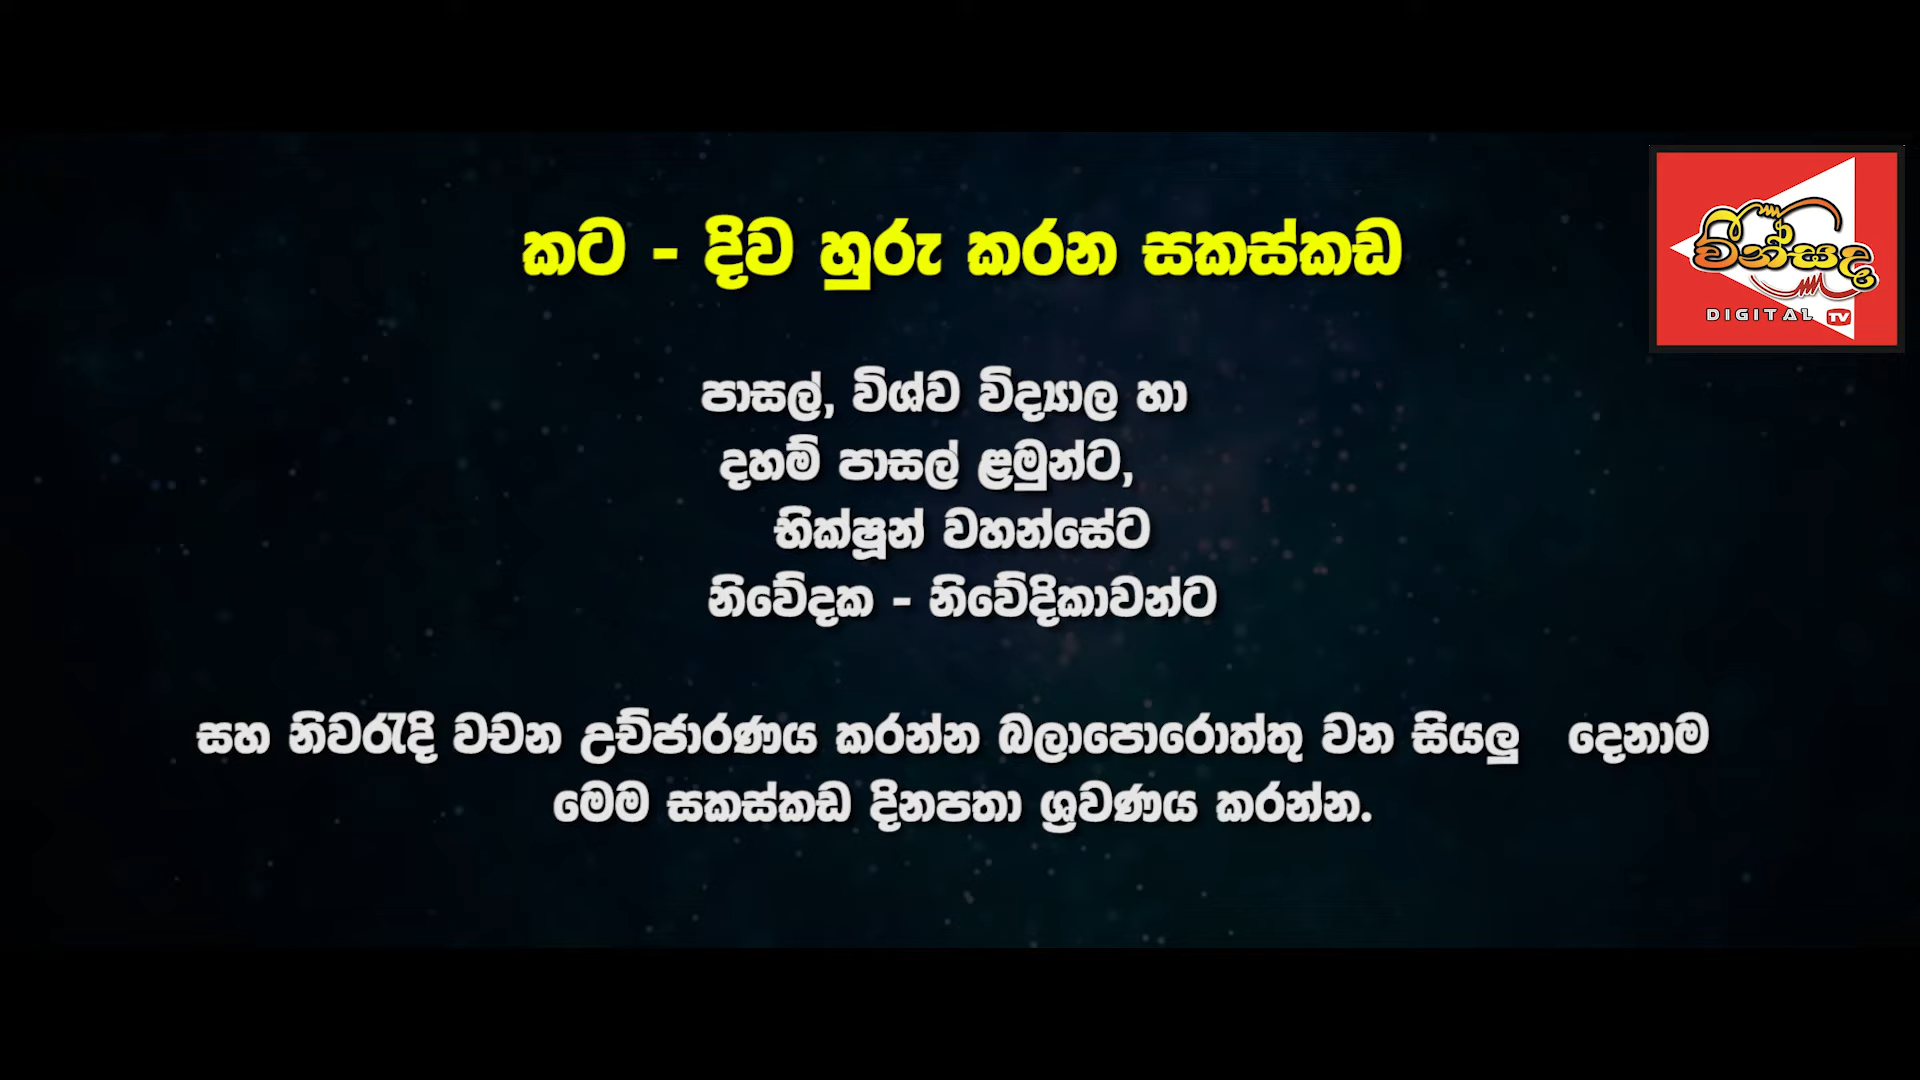 කට - දිව හුරු කරන සකස්කඩ
වින්සද
DIGITAL TV
පාසල්, විශ්ව විද්‍යාල හා
දහම් පාසල් ළමුන්ට,
භික්ෂූන් වහන්සේට
නිවේදක - නිවේදිකාවන්ට
සහ නිවරැදි වචන උච්ජාරණය කරන්න බලාපොරොත්තු වන සියලු දෙනාම
මෙම සකස්කඩ දිනපතා ශ්‍රවණය කරන්න.